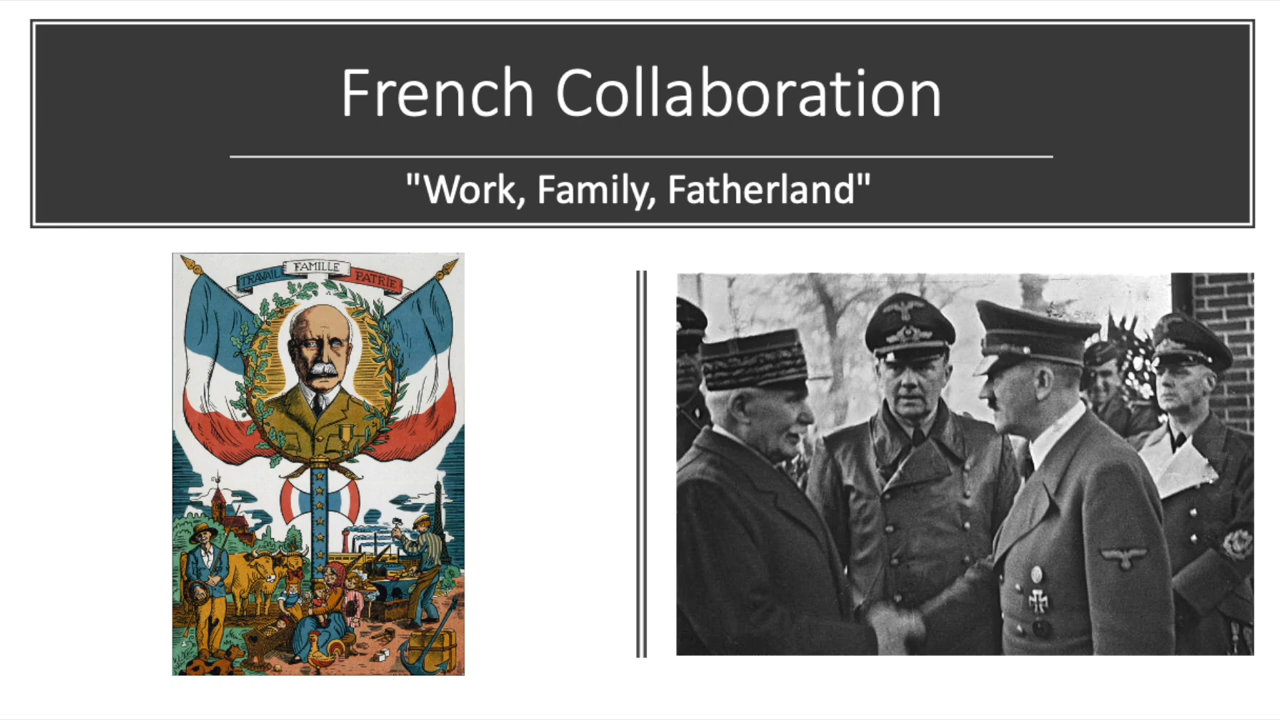 French Collaboration
"Work, Family, Fatherland"
TRAVAIL FAMILLE PATRIE